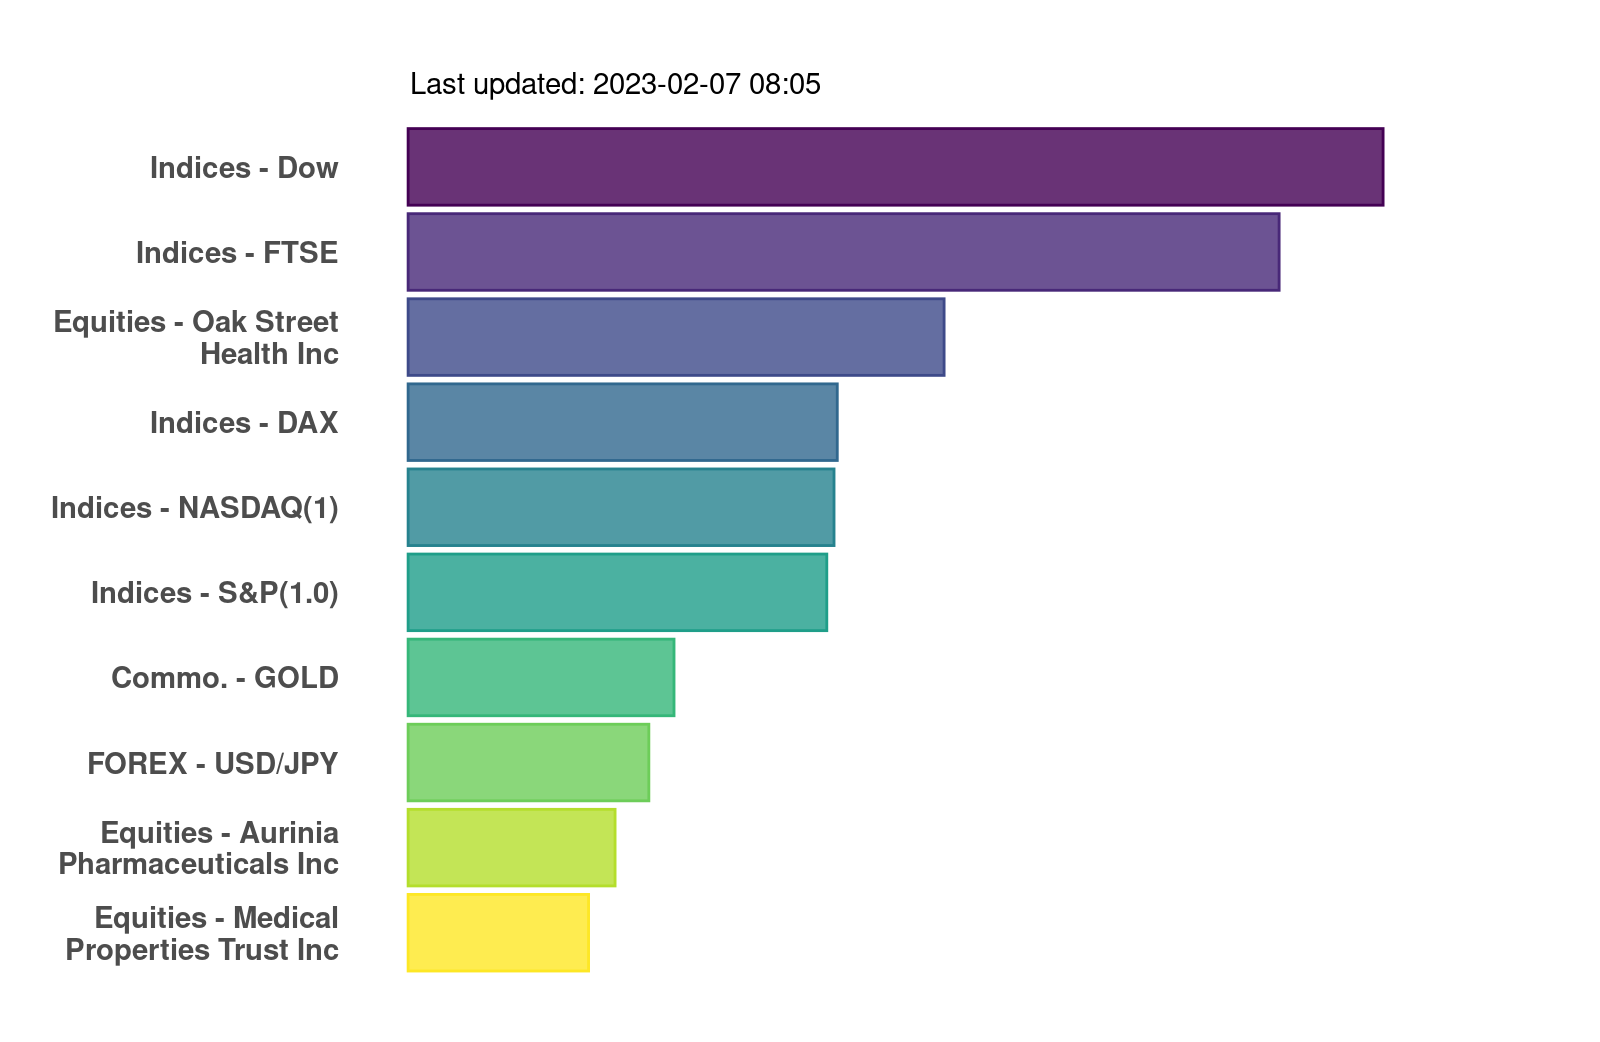 Last updated: 2023-02-07 08:05
Indices - Dow
Indices - FTSE
Equities - Oak Street
Health Inc
Indices - DAX
Indices - NASDAQ(1)
Indices - S&P(1.0)
Commo. - GOLD
FOREX - USD/JPY
Equities - Aurinia
Pharmaceuticals Inc
Equities - Medical
Properties Trust Inc